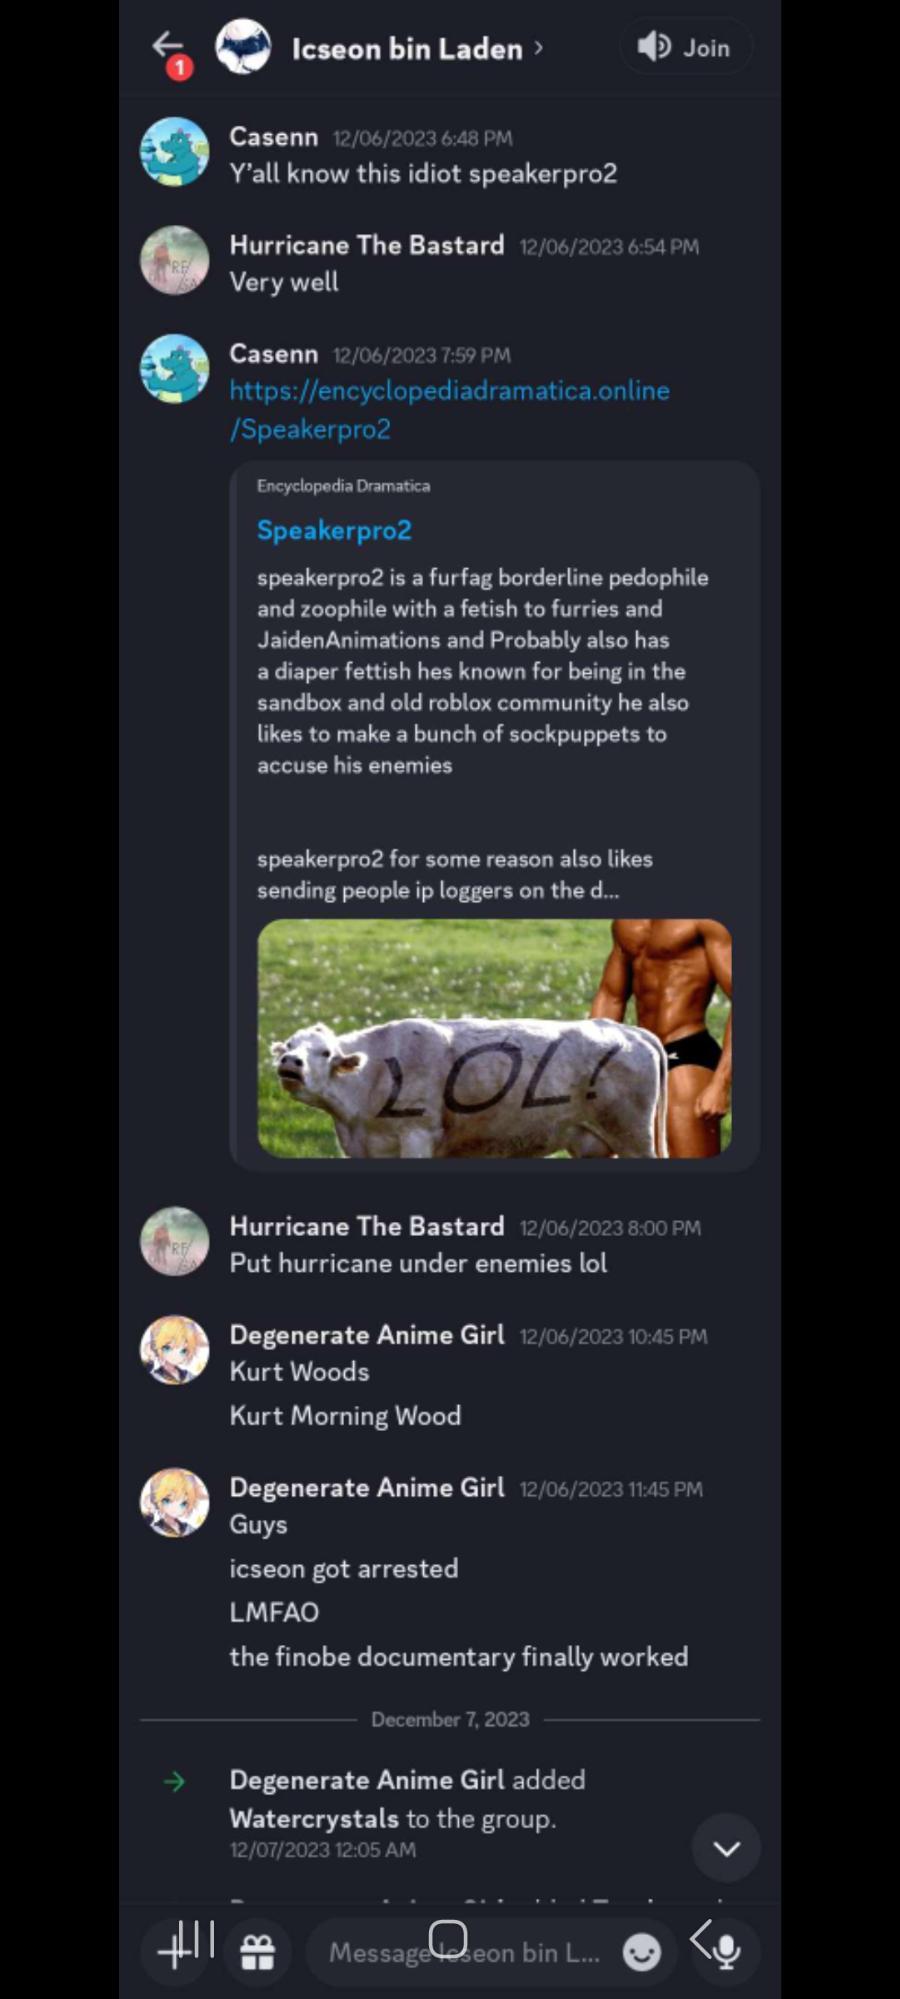 Icseon bin Laden
Join
1
Casenn 12/06/2023 6:48 PM
Y'all know this idiot speakerpro2
Hurricane The Bastard 12/06/2023 6:54 PM
Very well
Casenn 12/06/2023 7:59 PM
https://encyclopediadramatica.online
/Speakerpro2
Encyclopedia Dramatica
Speakerpro2
speakerpro2 is a furfag borderline pedophile
and zoophile with a fetish to furries and
JaidenAnimations and Probably also has
a diaper fettish hes known for being in the
sandbox and old roblox community he also
likes to make a bunch of sockpuppets to
accuse his enemies
speakerpro2 for some reason also likes
sending people ip loggers on the d...
LOL!
Hurricane The Bastard 12/06/2023 8:00 PM
Put hurricane under enemies lol
Degenerate Anime Girl 12/06/2023 10:45 PM
Kurt Woods
Kurt Morning Wood
Degenerate Anime Girl 12/06/2023 11:45 PM
Guys
icseon got arrested
LMFAO
the finobe documentary finally worked
December 7, 2023
Degenerate Anime Girl added
Watercrystals to the group.
12/07/2023 12:05 AM
Message Icseon bin L...